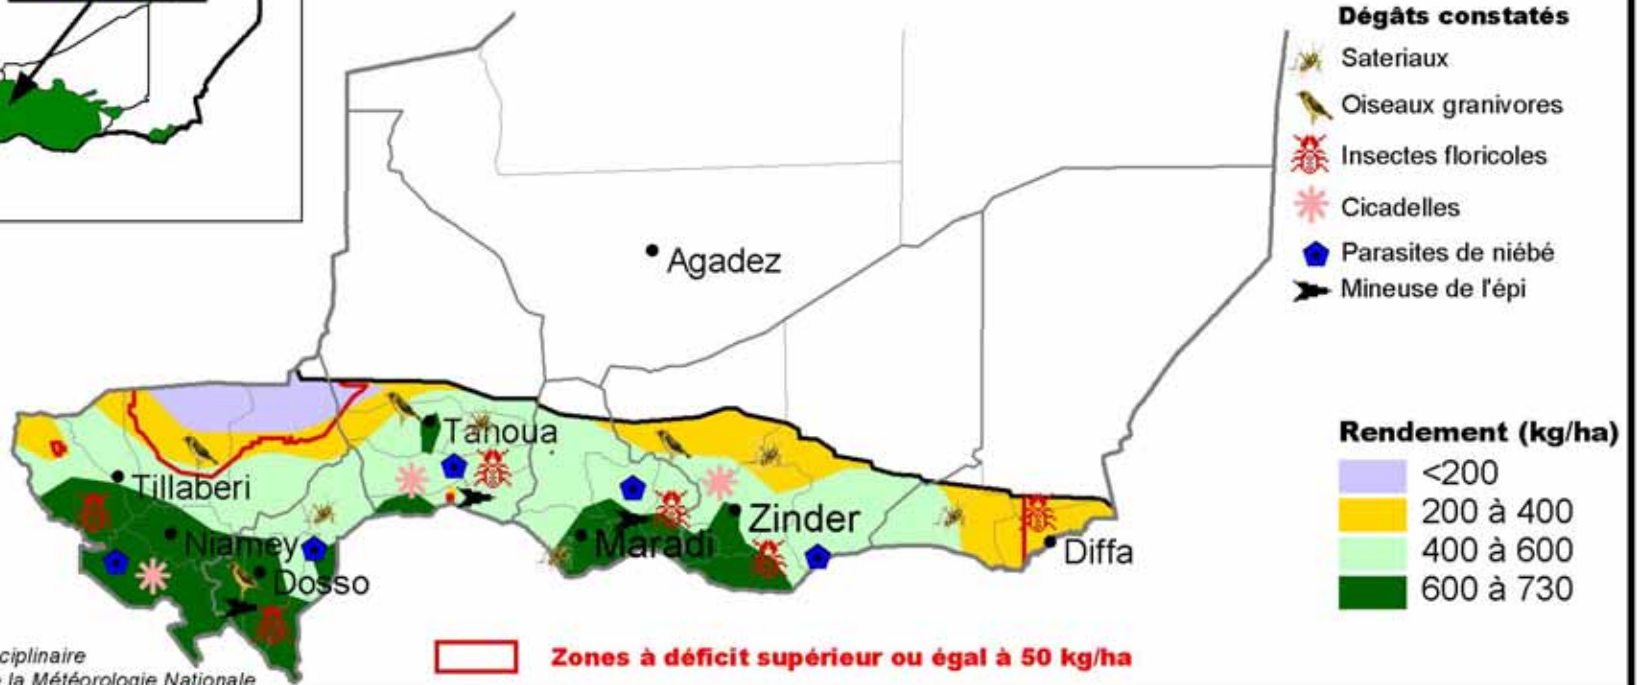 Dégâts constatés
Sateriaux
Oiseaux granivores
Insectes floricoles
Cicadelles
Parasites de niébé
Mineuse de l'épi
Agadez
Tahoua
Tillaberi
Niamey
Dosso
Maradi
Zinder
Diffa
Rendement (kg/ha)
<200
200 à 400
400 à 600
600 à 730
Zones à déficit supérieur ou égal à 50 kg/ha
ciplinaire
la Météorologie Nationale